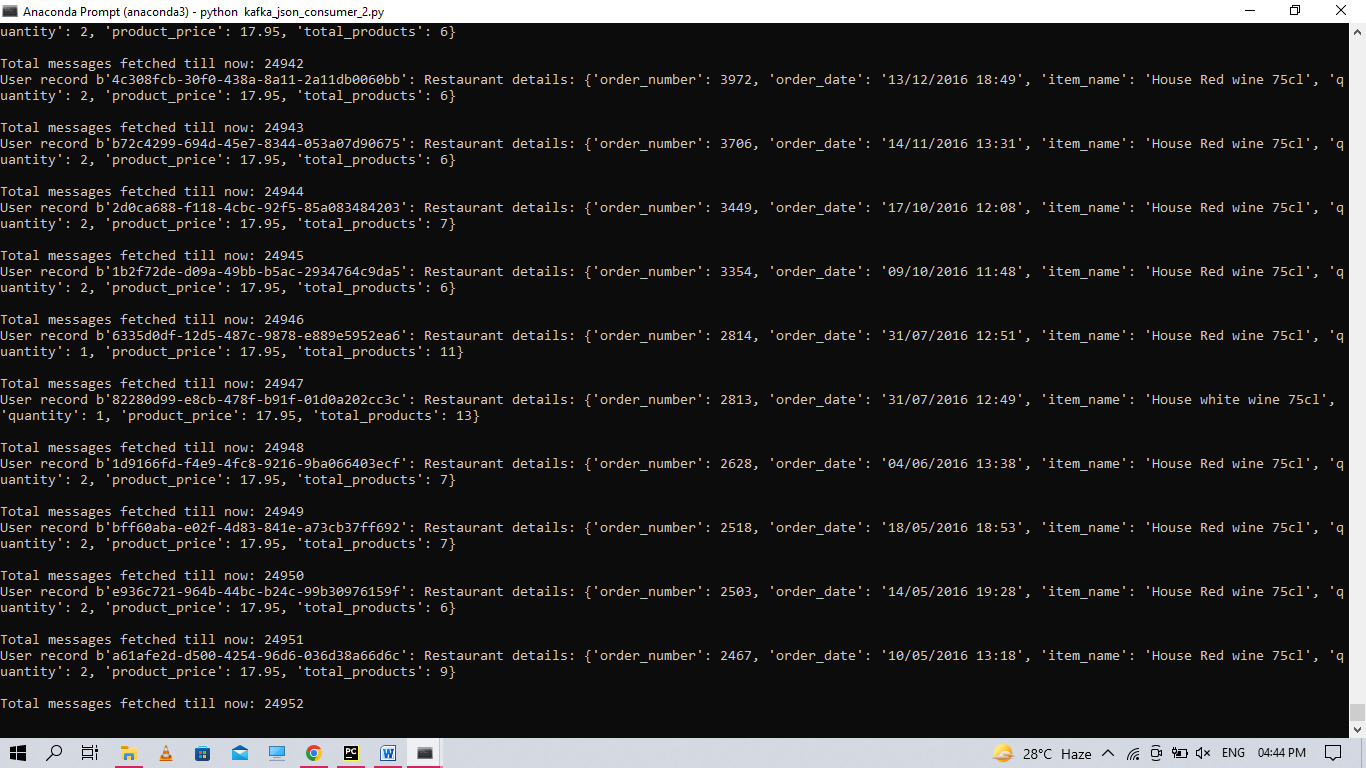 Anaconda Prompt (anaconda3) - python  kafka_json_consumer_2.py
uantity': 2, 'product_price': 17.95, 'total_products': 6}
Total messages fetched till now: 24942
User record b'4c308fcb-30f0-438a-8a11-2a11db0060bb': Restaurant details: {'order_number': 3972, 'order_date': '13/12/2016 18:49', 'item_name': 'House Red wine 75cl', 'q
uantity': 2, 'product_price': 17.95, 'total_products': 6}
Total messages fetched till now: 24943
User record b'b72c4299-694d-45e7-8344-053a07d90675': Restaurant details: {'order_number': 3706, 'order_date': '14/11/2016 13:31', 'item_name': 'House Red wine 75cl', 'q
uantity': 2, 'product_price': 17.95, 'total_products': 6}
Total messages fetched till now: 24944
User record b'2d0ca688-f118-4cbc-92f5-85a083484203': Restaurant details: {'order_number': 3449, 'order_date': '17/10/2016 12:08', 'item_name': 'House Red wine 75cl', 'q
uantity': 2, 'product_price': 17.95, 'total_products': 7}
Total messages fetched till now: 24945
User record b'1b2f72de-d09a-49bb-b5ac-2934764c9da5': Restaurant details: {'order_number': 3354, 'order_date': '09/10/2016 11:48', 'item_name': 'House Red wine 75cl', 'q
uantity': 2, 'product_price': 17.95, 'total_products': 6}
Total messages fetched till now: 24946
User record b'6335d0df-12d5-487c-9878-e889e5952ea6': Restaurant details: {'order_number': 2814, 'order_date': '31/07/2016 12:51', 'item_name': 'House Red wine 75cl', 'q
uantity': 1, 'product_price': 17.95, 'total_products': 11}
Total messages fetched till now: 24947
User record b'82280d99-e8cb-478f-b91f-01d0a202cc3c': Restaurant details: {'order_number': 2813, 'order_date': '31/07/2016 12:49', 'item_name': 'House white wine 75cl',
'quantity': 1, 'product_price': 17.95, 'total_products': 13}
Total messages fetched till now: 24948
User record b'1d9166fd-f4e9-4fc8-9216-9ba066403ecf': Restaurant details: {'order_number': 2628, 'order_date': '04/06/2016 13:38', 'item_name': 'House Red wine 75cl', 'q
uantity': 2, 'product_price': 17.95, 'total_products': 7}
Total messages fetched till now: 24949
User record b'bff60aba-e02f-4d83-841e-a73cb37ff692': Restaurant details: {'order_number': 2518, 'order_date': '18/05/2016 18:53', 'item_name': 'House Red wine 75cl', 'q
uantity': 2, 'product_price': 17.95, 'total_products': 7}
Total messages fetched till now: 24950
User record b'e936c721-964b-44bc-b24c-99b30976159f': Restaurant details: {'order_number': 2503, 'order_date': '14/05/2016 19:28', 'item_name': 'House Red wine 75cl', 'q
uantity': 2, 'product_price': 17.95, 'total_products': 6}
Total messages fetched till now: 24951
User record b'a61afe2d-d500-4254-96d6-036d38a66d6c': Restaurant details: {'order_number': 2467, 'order_date': '10/05/2016 13:18', 'item_name': 'House Red wine 75cl', 'q
uantity': 2, 'product_price': 17.95, 'total_products': 9}
Total messages fetched till now: 24952
PC W 28°C Haze ENG 04:44 PM